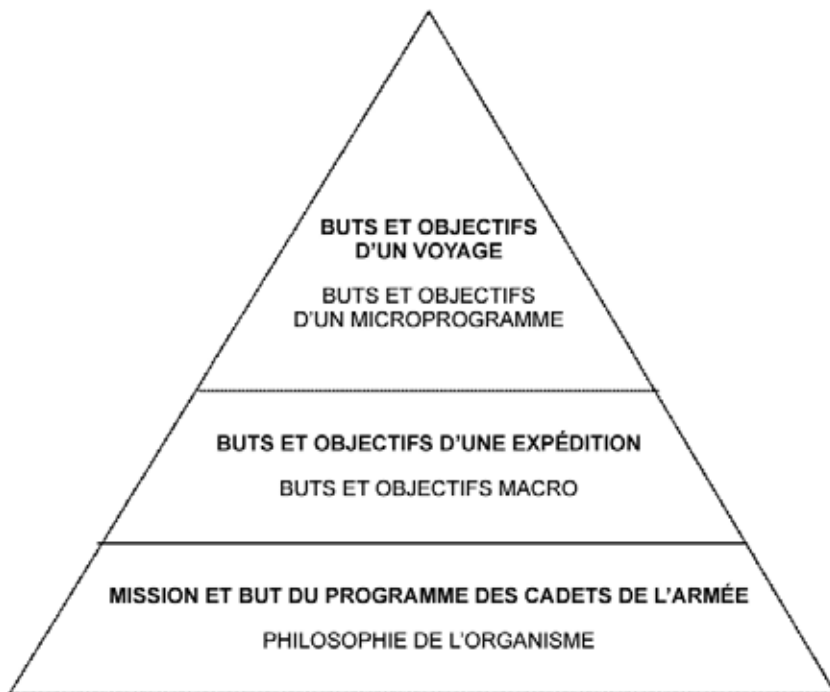 BUTS ET OBJECTIFS
D'UN VOYAGE
BUTS ET OBJECTIFS
D'UN MICROPROGRAMME
BUTS ET OBJECTIFS D'UNE EXPÉDITION
BUTS ET OBJECTIFS MACRO
MISSION ET BUT DU PROGRAMME DES CADETS DE L'ARMÉE
PHILOSOPHIE DE L'ORGANISME